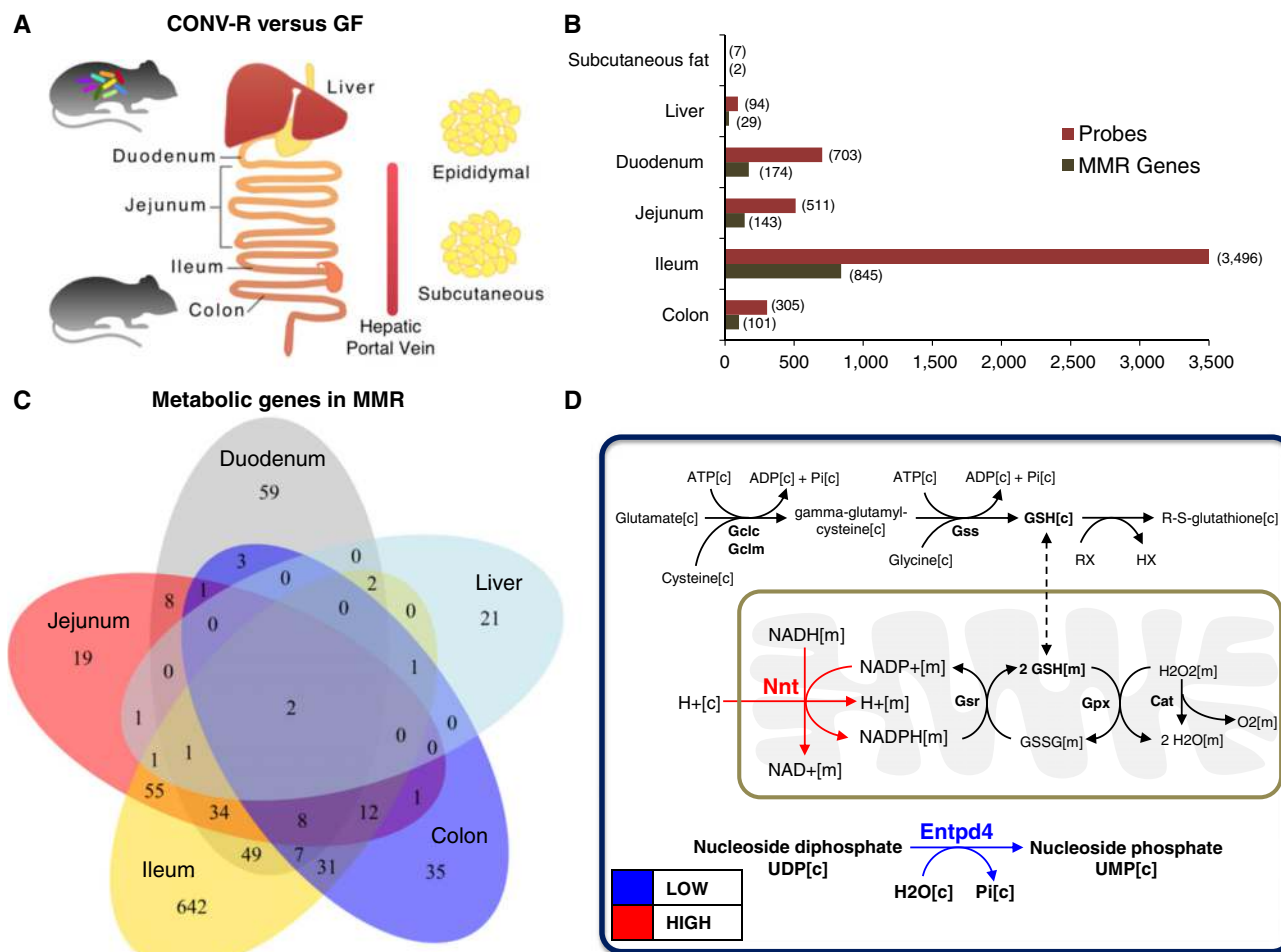 A
CONV-R versus GF
Liver
Duodenum
Jejunum
Ileum
Colon
Hepatic
Portal Vein
Epididymal
Subcutaneous
B
Subcutaneous fat
(7)
(2)
Liver
(94)
(29)
Duodenum
(703)
(174)
Jejunum
(511)
(143)
Ileum
(3,496)
(845)
Colon
(305)
(101)
Probes
MMR Genes
0 500 1,000 1,500 2,000 2,500 3,000 3,500
C
Metabolic genes in MMR
Duodenum
59
Liver
21
Jejunum
19
Ileum
642
Colon
35
3
0
0
2
8
1
0
0
0
0
1
2
1
0
0
0
1
1
55
34
8
12
1
49
7
31
D
ATP[c]
ADP[c] + Pi[c]
ATP[c]
ADP[c] + Pi[c]
Glutamate[c]
Gclc
Gclm
gamma-glutamyl-
cysteine[c]
Gss
GSH[c]
R-S-glutathione[c]
Cysteine[c]
Glycine[c]
RX
HX
NADH[m]
NADP+[m]
2 GSH[m]
H2O2[m]
H+[c]
Nnt
H+[m]
Gsr
Gpx
Cat
O2[m]
NADPH[m]
GSSG[m]
2 H2O[m]
NAD+[m]
Entpd4
Nucleoside diphosphate
UDP[c]
Nucleoside phosphate
UMP[c]
H2O[c]
Pi[c]
LOW
HIGH